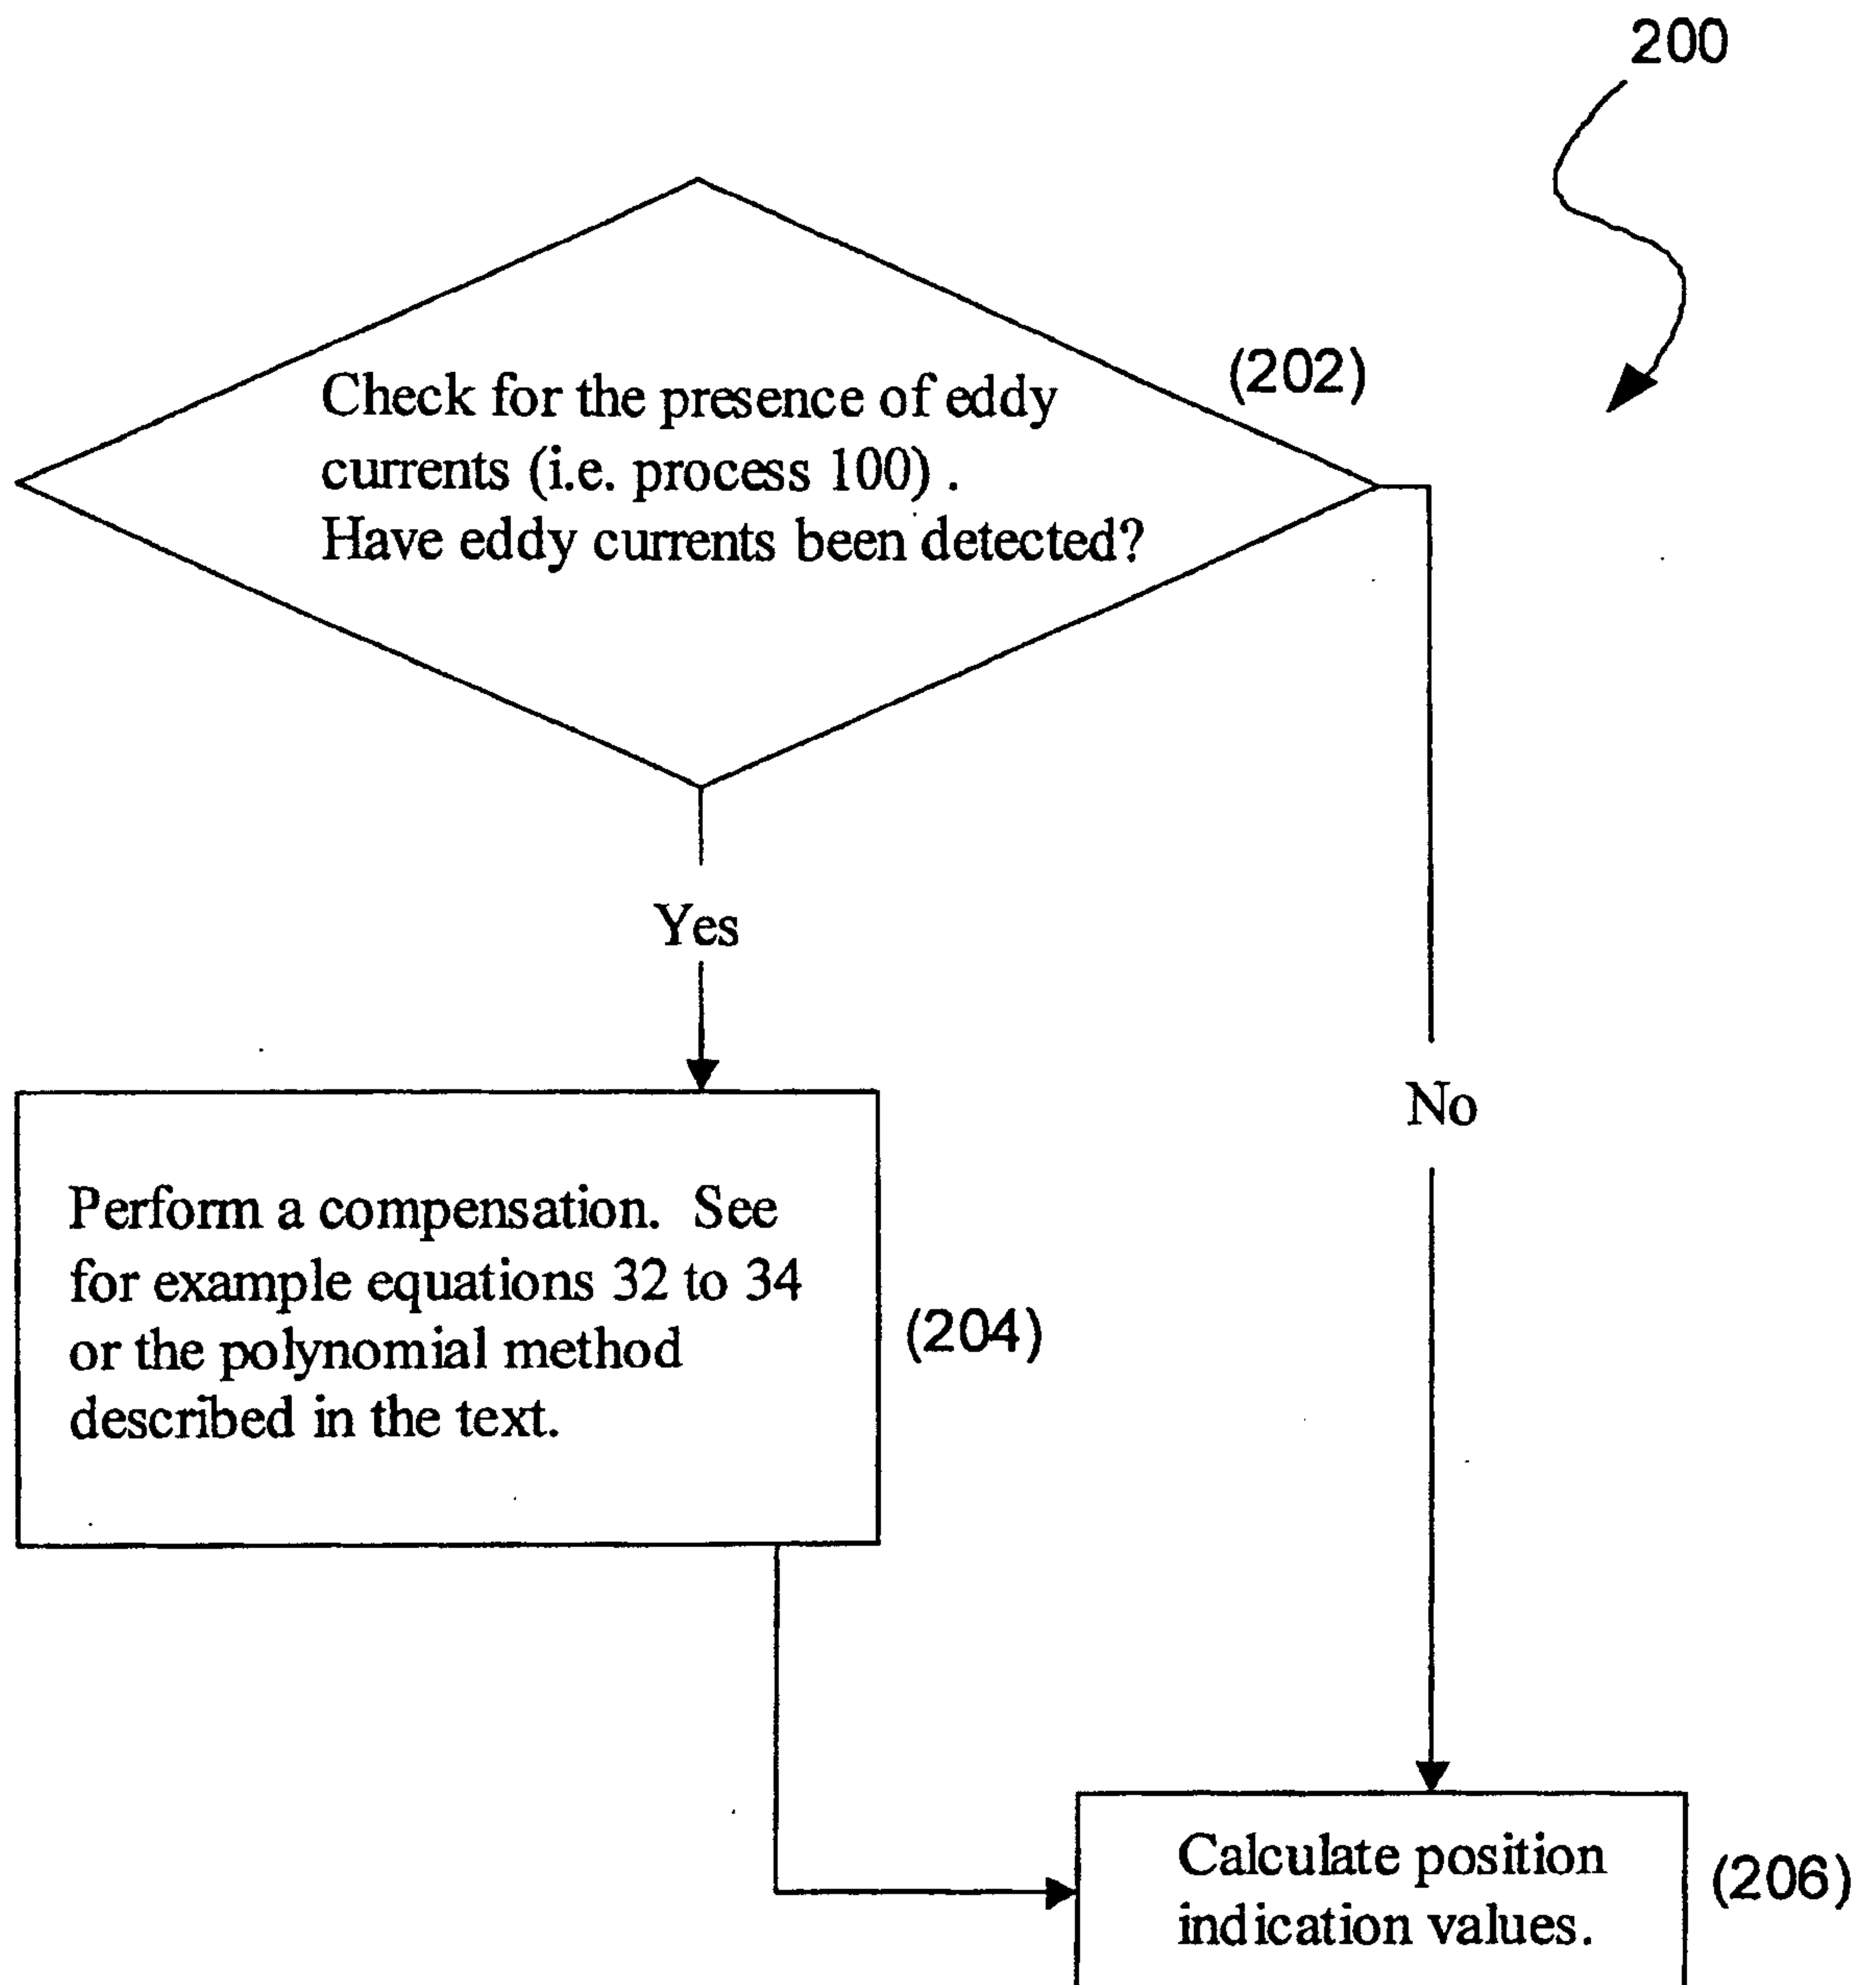 200
(202)
Check for the presence of eddy
currents (i.e. process 100) .
Have eddy currents been detected?
Yes
No
Perform a compensation. See
for example equations 32 to 34
or the polynomial method
described in the text.
(204)
Calculate position
indication values.
(206)